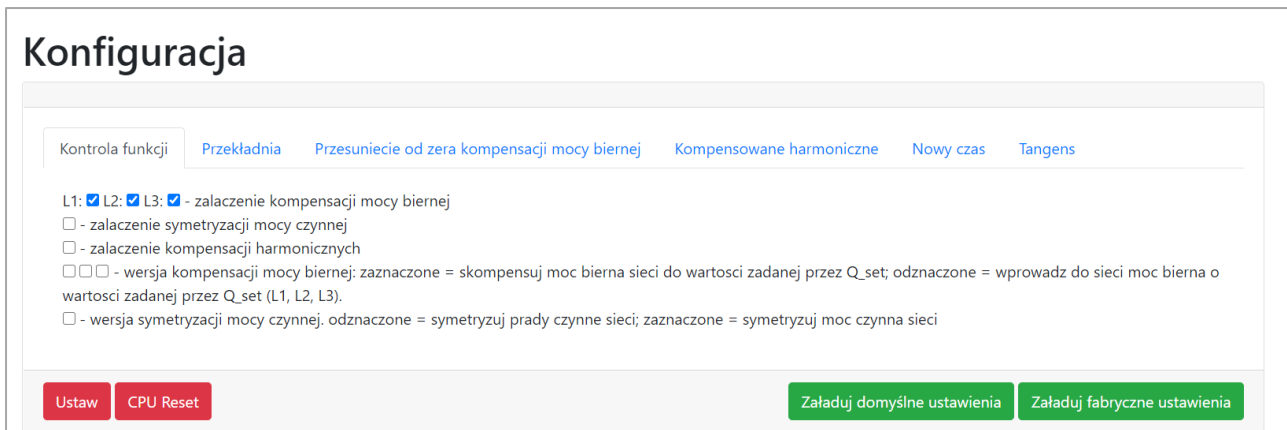 Konfiguracja
Kontrola funkcji Przekładnia Przesuniecie od zera kompensacji mocy biernej Kompensowane harmoniczne Nowy czas Tangens
L1: L2: L3: - zalaczenie kompensacji mocy biernej
- zalaczenie symetryzacji mocy czynnej
- zalaczenie kompensacji harmonicznych
- wersja kompensacji mocy biernej: zaznaczone = skompensuj moc bierna sieci do wartosci zadanej przez Q_set; odznaczone = wprowadz do sieci moc bierna o
wartosci zadanej przez Q_set (L1, L2, L3).
- wersja symetryzacji mocy czynnej. odznaczone = symetryzuj prady czynne sieci; zaznaczone = symetryzuj moc czynna sieci
Ustaw CPU Reset Załaduj domyślne ustawienia Załaduj fabryczne ustawienia